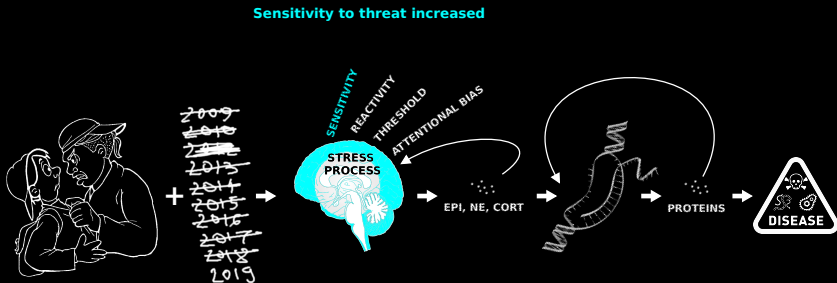 Sensitivity to threat increased
SENSITIVITY
REACTIVITY
THRESHOLD
ATTENTIONAL BIAS
2009
2010
2013
2014
2015
2016
2017
2018
2019
+
STRESS
PROCESS
EPI, NE, CORT
PROTEINS
DISEASE